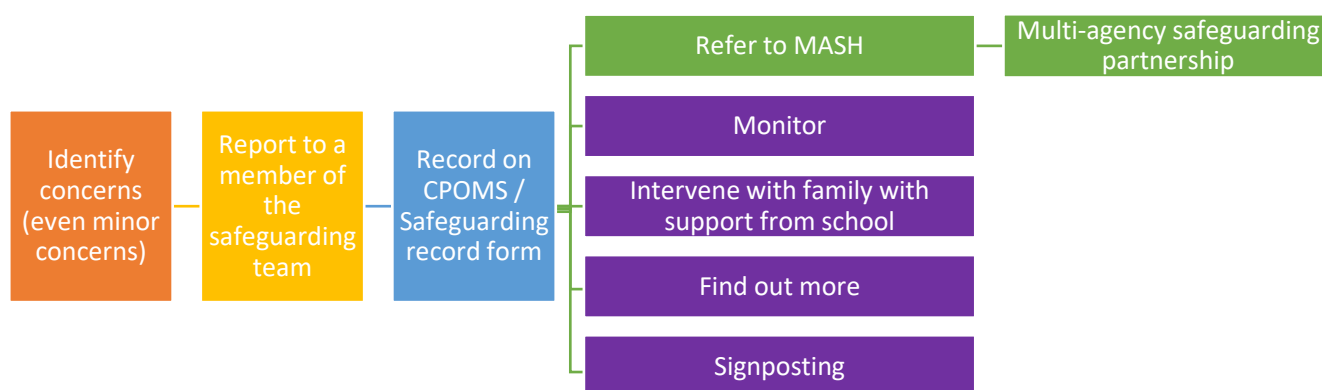 Identify
concerns
(even minor
concerns)
Report to a
member of
the
safeguarding
team
Record on
CPOMS /
Safeguarding
record form
Refer to MASH
Monitor
Intervene with family with
support from school
Find out more
Signposting
Multi-agency safeguarding
partnership